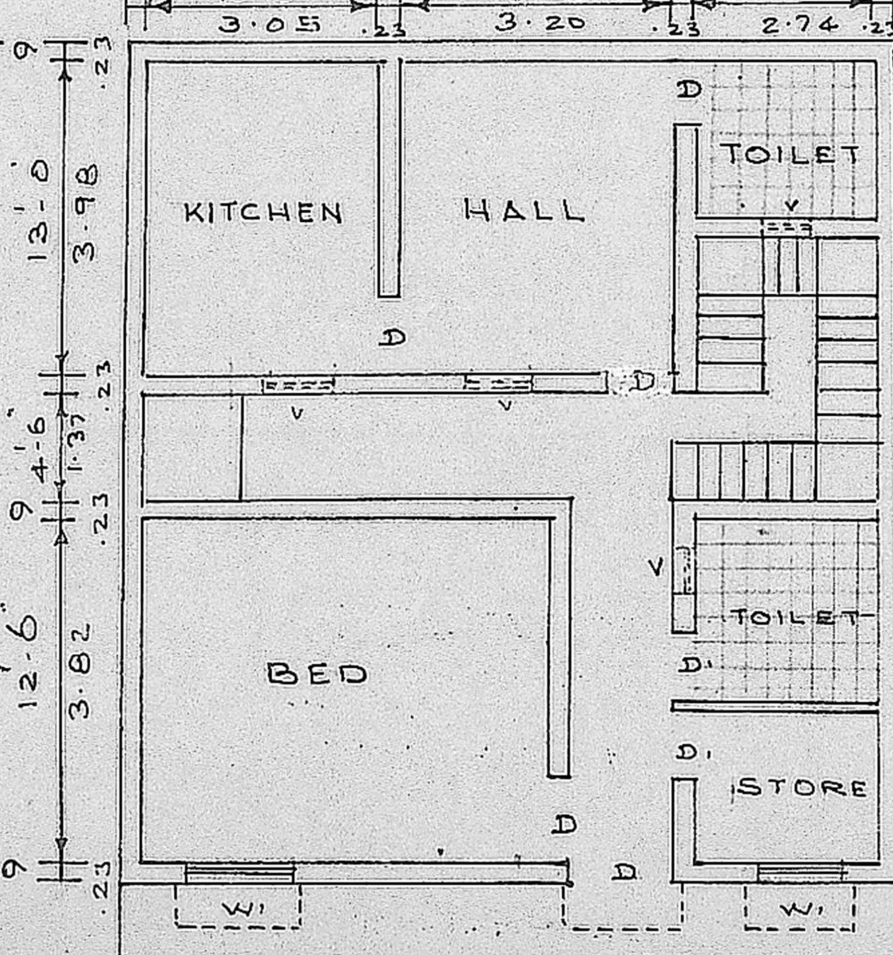 3.05 .23 3.20 .23 2.74 .23
9 .23
D
TOILET
V
13'-0 3.98
KITCHEN HALL
D
.23 D
V V
4'-6" 1.37
9 .23
V
TOILET
D1
12'-6" 3.82
BED
D1
STORE
D
D
9 .23
W1 W1